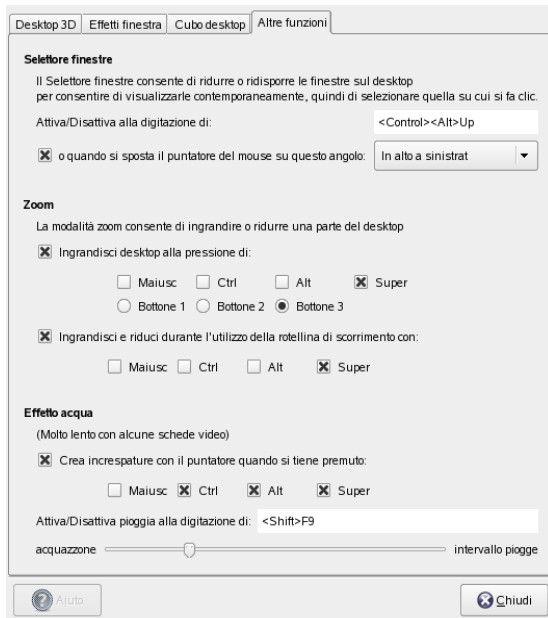 Desktop 3D Effetti finestra Cubo desktop Altre funzioni
Selettore finestre
Il Selettore finestre consente di ridurre o ridisporre le finestre sul desktop
per consentire di visualizzarle contemporaneamente, quindi di selezionare quella su cui si fa clic.
Attiva/Disattiva alla digitazione di: <Control><Alt>Up
o quando si sposta il puntatore del mouse su questo angolo: In alto a sinistrat
Zoom
La modalità zoom consente di ingrandire o ridurre una parte del desktop
Ingrandisci desktop alla pressione di:
Maiusc Ctrl Alt Super
Bottone 1 Bottone 2 Bottone 3
Ingrandisci e riduci durante l'utilizzo della rotellina di scorrimento con:
Maiusc Ctrl Alt Super
Effetto acqua
(Molto lento con alcune schede video)
Crea increspature con il puntatore quando si tiene premuto:
Maiusc Ctrl Alt Super
Attiva/Disattiva pioggia alla digitazione di: <Shift>F9
acquazzone intervallo piogge
Aiuto Chiudi